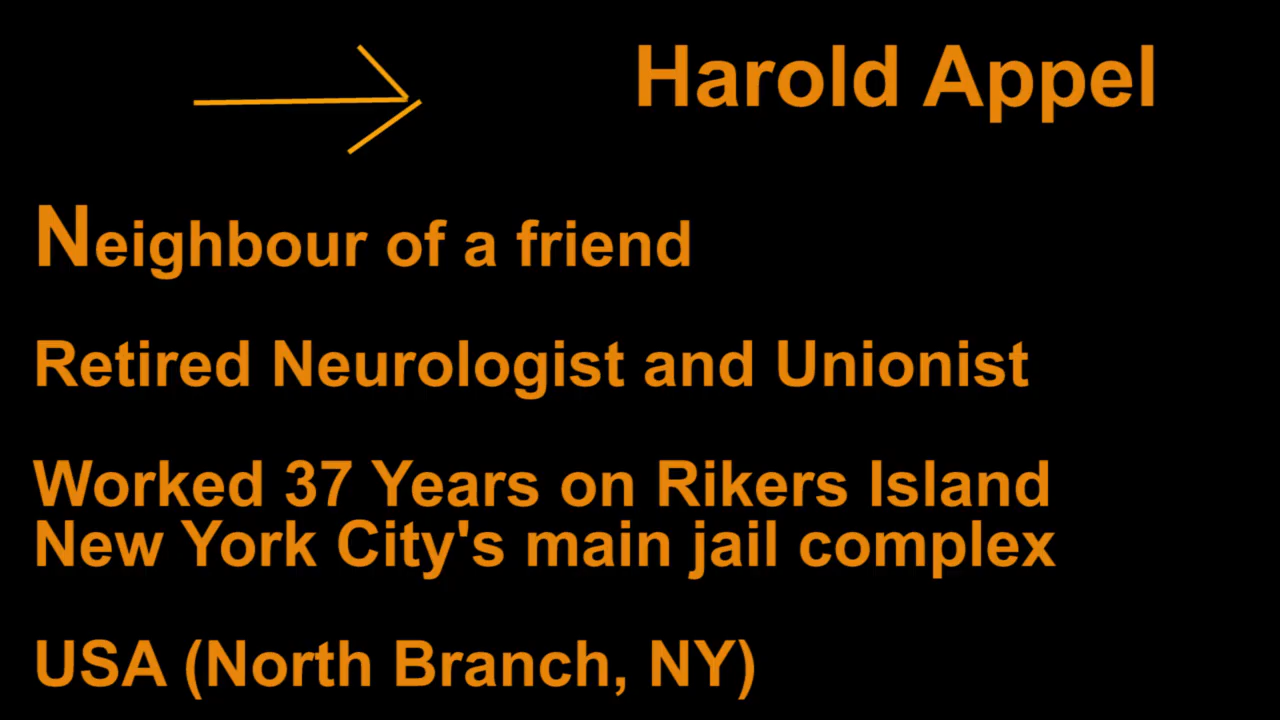 Harold Appel
Neighbour of a friend
Retired Neurologist and Unionist
Worked 37 Years on Rikers Island
New York City's main jail complex
USA (North Branch, NY)